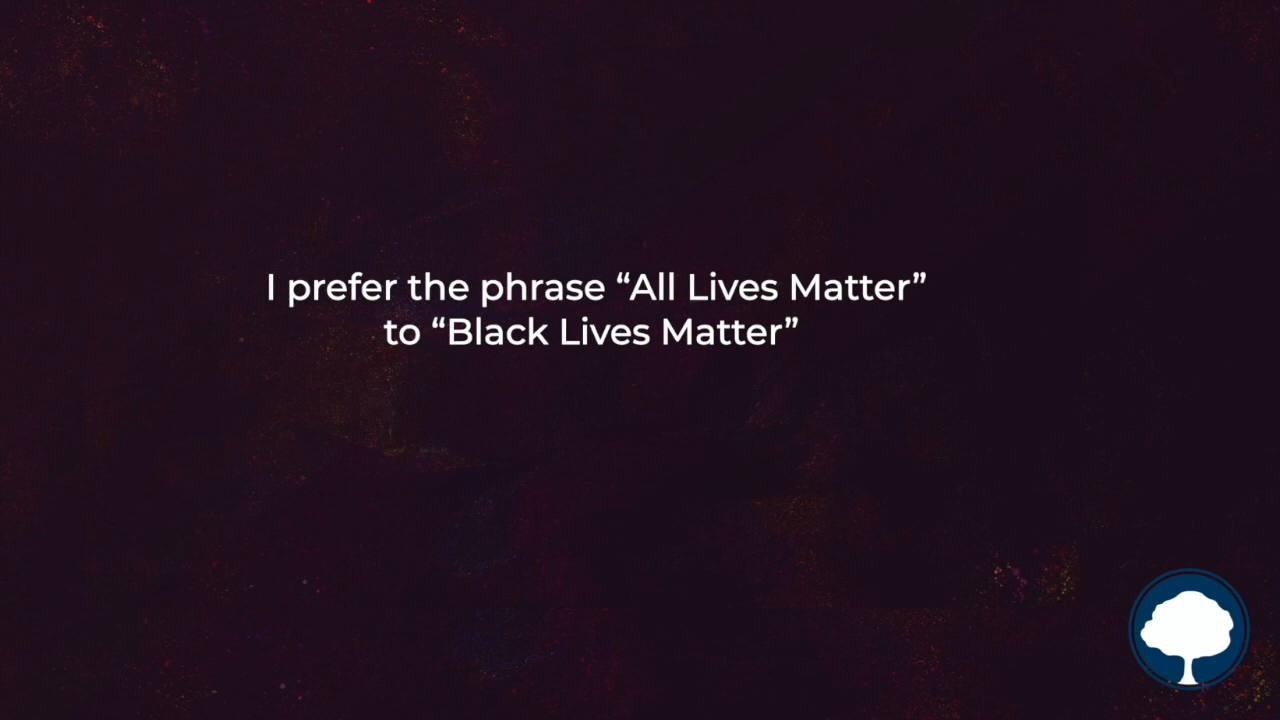 I prefer the phrase “All Lives Matter”
to “Black Lives Matter”